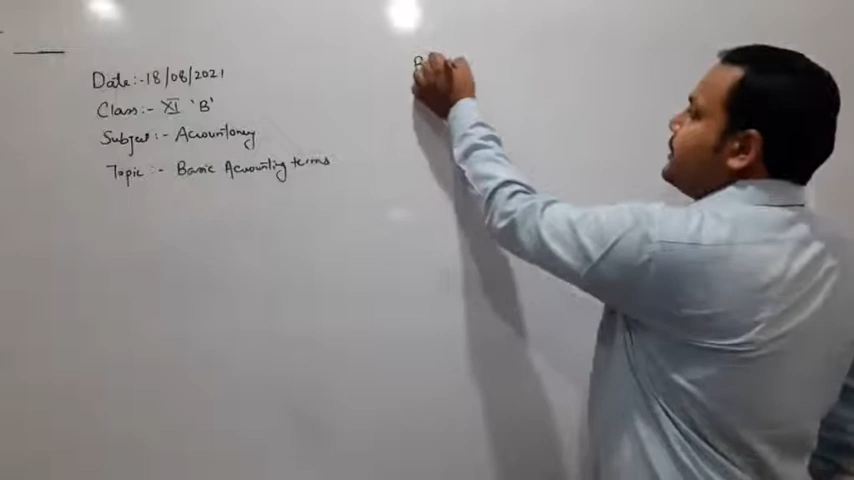 Date:- 18/08/2021
Class:- XI 'B'
Subject:- Accountancy
Topic:- Basic Accounting terms